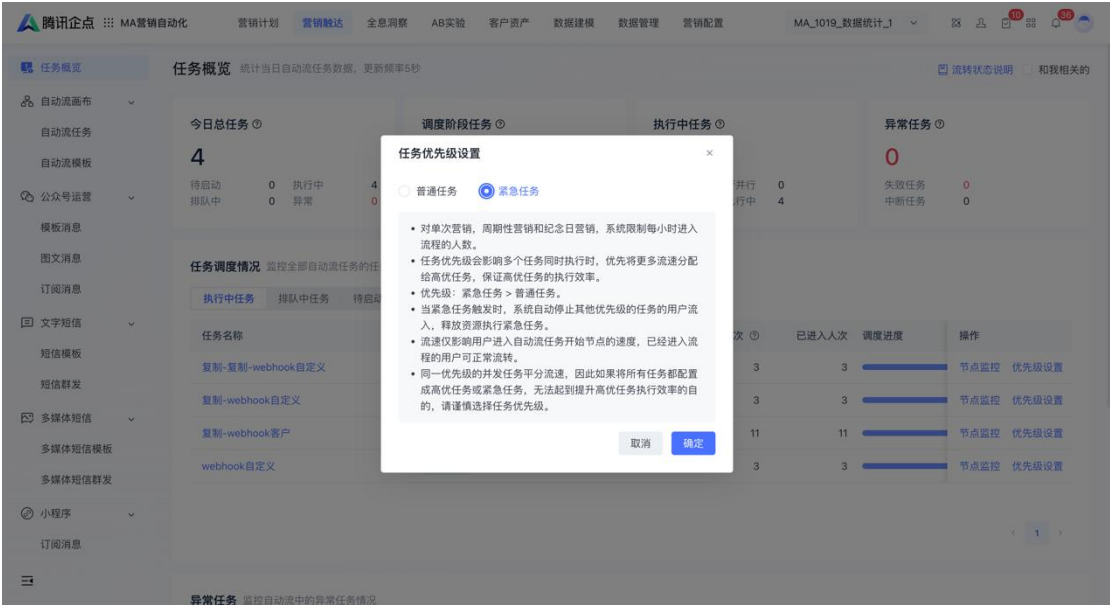 腾讯企点 MA营销自动化 营销计划 营销触达 全息洞察 AB实验 客户资产 数据建模 数据管理 营销配置 MA_1019_数据统计_1 10 36
任务概览
自动流画布
自动流任务
自动流模板
公众号运营
模板消息
图文消息
订阅消息
文字短信
短信模板
短信群发
多媒体短信
多媒体短信模板
多媒体短信群发
小程序
订阅消息
任务概览 统计当日自动流任务数据，更新频率5秒 流转状态说明 和我相关的
今日总任务 调度阶段任务 执行中任务 异常任务
4 0
待启动 0 执行中 4 并行 0 失败任务 0
排队中 0 异常 0 行中 4 中断任务 0
任务调度情况 监控全部自动流任务的任
执行中任务 排队中任务 待启动
任务名称 次 已进入人次 调度进度 操作
复制-复制-webhook自定义 3 3 节点监控 优先级设置
复制-webhook自定义 3 3 节点监控 优先级设置
复制-webhook客户 11 11 节点监控 优先级设置
webhook自定义 3 3 节点监控 优先级设置
1
异常任务 监控自动流中的异常任务情况
任务优先级设置
普通任务 紧急任务
• 对单次营销，周期性营销和纪念日营销，系统限制每小时进入
流程的人数。
• 任务优先级会影响多个任务同时执行时，优先将更多流速分配
给高优任务，保证高优任务的执行效率。
• 优先级：紧急任务 > 普通任务。
• 当紧急任务触发时，系统自动停止其他优先级的任务的用户流
入，释放资源执行紧急任务。
• 流速仅影响用户进入自动流任务开始节点的速度，已经进入流
程的用户可正常流转。
• 同一优先级的并发任务平分流速，因此如果将所有任务都配置
成高优任务或紧急任务，无法起到提升高优任务执行效率的目
的，请谨慎选择任务优先级。
取消 确定